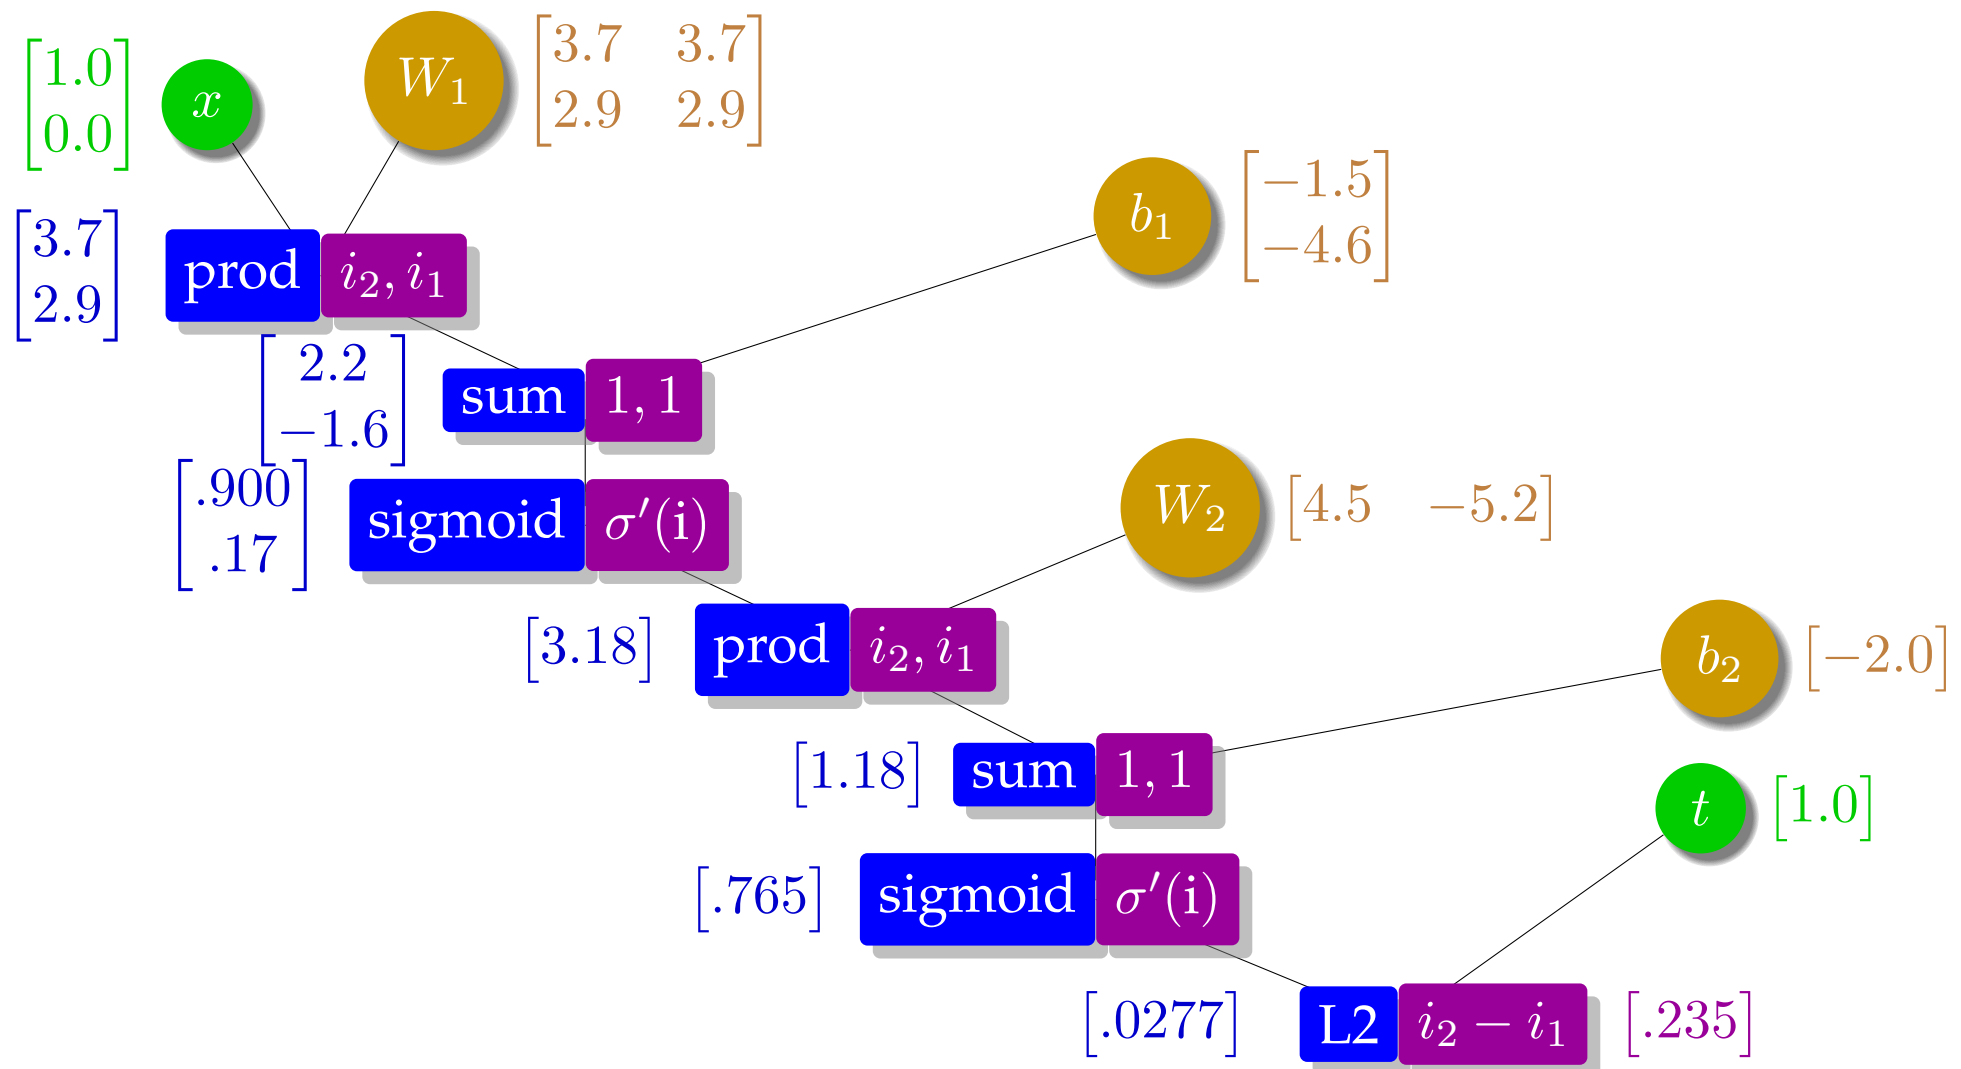 [1.0
0.0]
x
W₁
[3.7 3.7
2.9 2.9]
b₁
[−1.5
−4.6]
[3.7
2.9]
prod
i₂, i₁
[2.2
−1.6]
sum
1, 1
[.900
.17]
sigmoid
σ′(i)
W₂
[4.5 −5.2]
[3.18]
prod
i₂, i₁
b₂
[−2.0]
[1.18]
sum
1, 1
t
[1.0]
[.765]
sigmoid
σ′(i)
[.0277]
L2
i₂ − i₁
[.235]